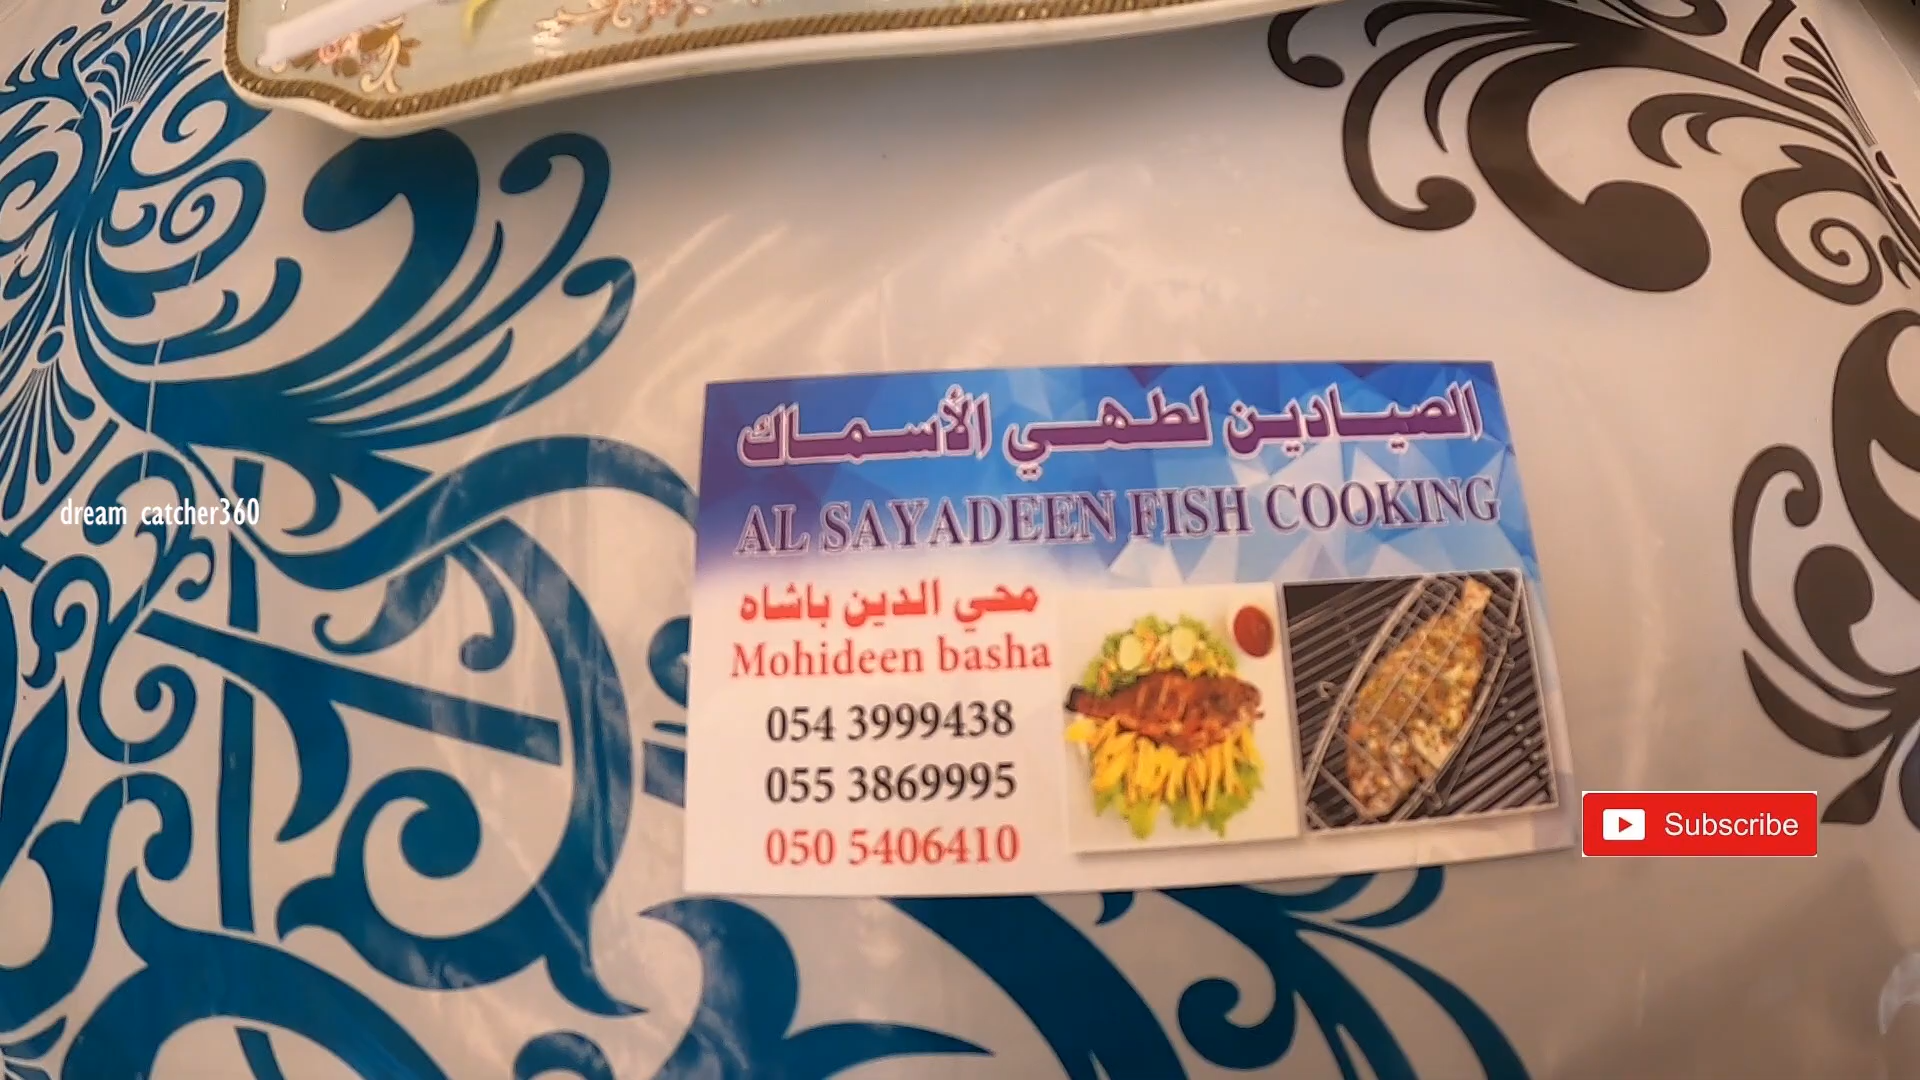 الصيادين لطهي الأسماك
AL SAYADEEN FISH COOKING
محي الدين باشاه
Mohideen basha
054 3999438
055 3869995
050 5406410
dream catcher360
Subscribe